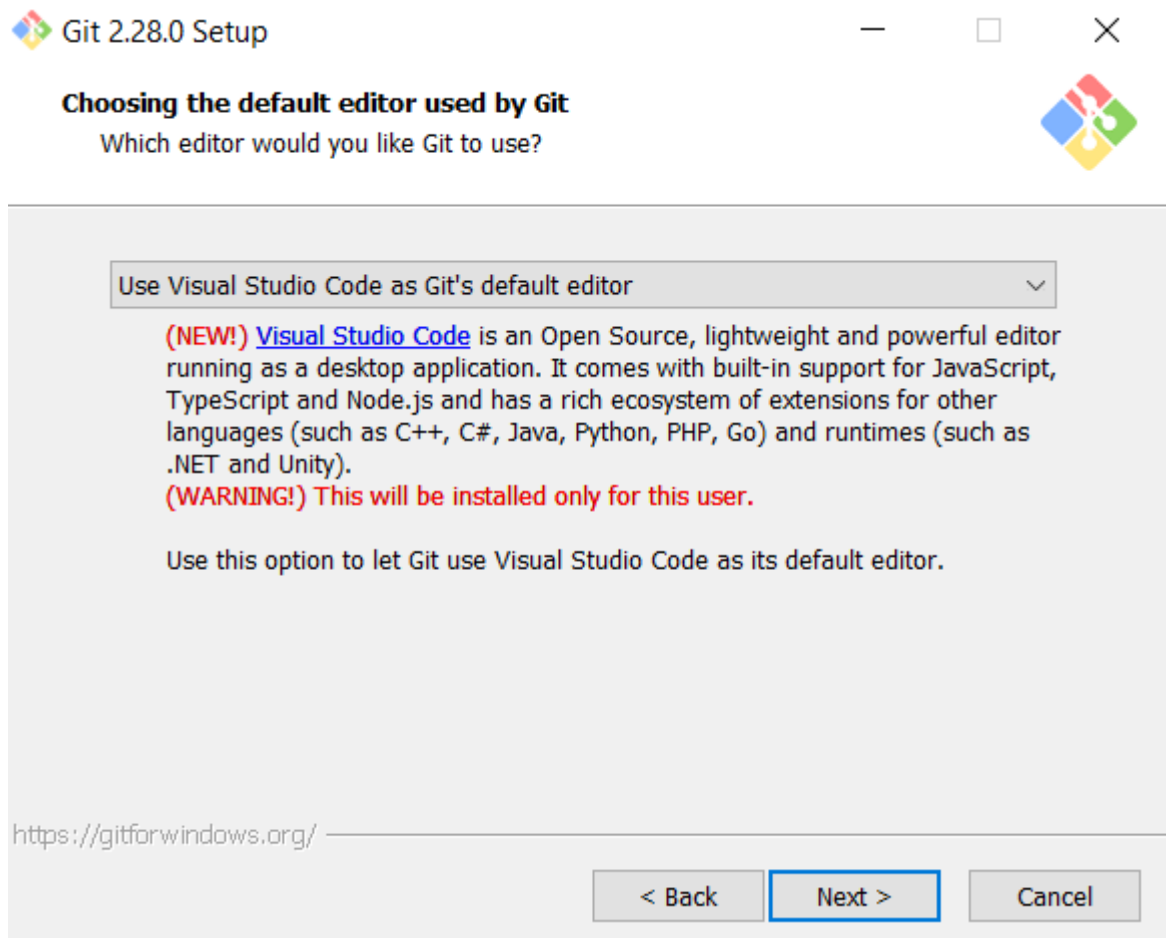 Git 2.28.0 Setup
Choosing the default editor used by Git
Which editor would you like Git to use?
Use Visual Studio Code as Git's default editor
(NEW!) Visual Studio Code is an Open Source, lightweight and powerful editor
running as a desktop application. It comes with built-in support for JavaScript,
TypeScript and Node.js and has a rich ecosystem of extensions for other
languages (such as C++, C#, Java, Python, PHP, Go) and runtimes (such as
.NET and Unity).
(WARNING!) This will be installed only for this user.
Use this option to let Git use Visual Studio Code as its default editor.
https://gitforwindows.org/
< Back Next > Cancel